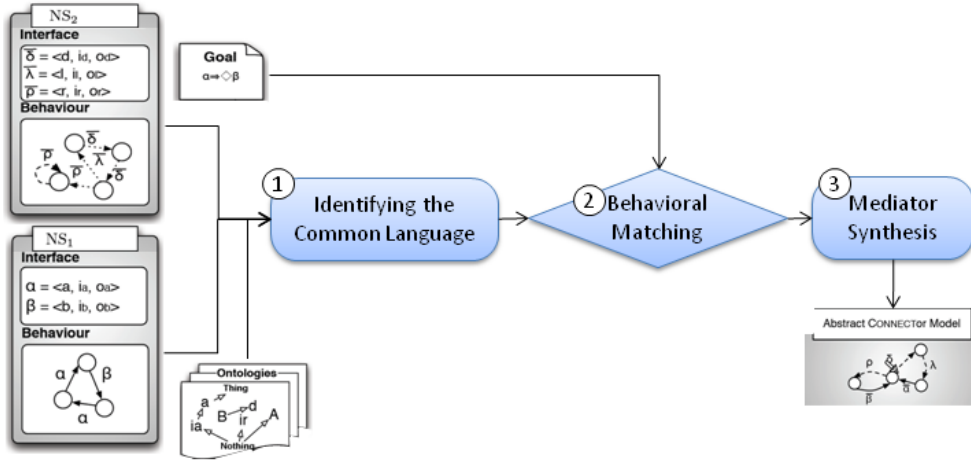 NS₂
Interface
δ̅ = <d, id, od>
λ̅ = <l, il, ol>
ρ̅ = <r, ir, or>
Behaviour
δ̅
ρ̅
ρ̅
λ̅
δ̅
NS₁
Interface
α = <a, ia, oa>
β = <b, ib, ob>
Behaviour
α
β
α
Goal
α⇒◇β
Ontologies
Thing
a
B
d
ia
ir
A
Nothing
1
Identifying the
Common Language
2
Behavioral
Matching
3
Mediator
Synthesis
Abstract CONNECTor Model
ρ
δ
λ
β̅
α̅